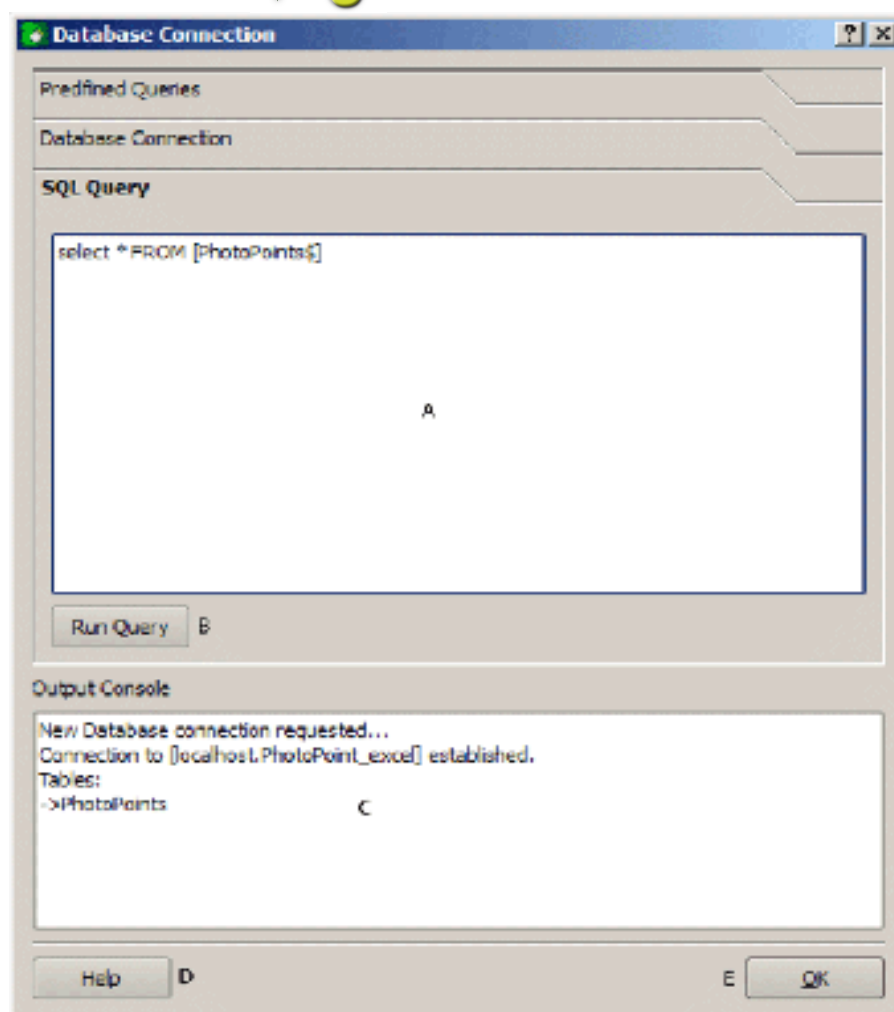 Database Connection
Predfined Queries
Database Connection
SQL Query
select * FROM [PhotoPoints$]
A
Run Query B
Output Console
New Database connection requested...
Connection to [localhost.PhotoPoint_excel] established.
Tables:
->PhotoPoints
C
Help D E OK